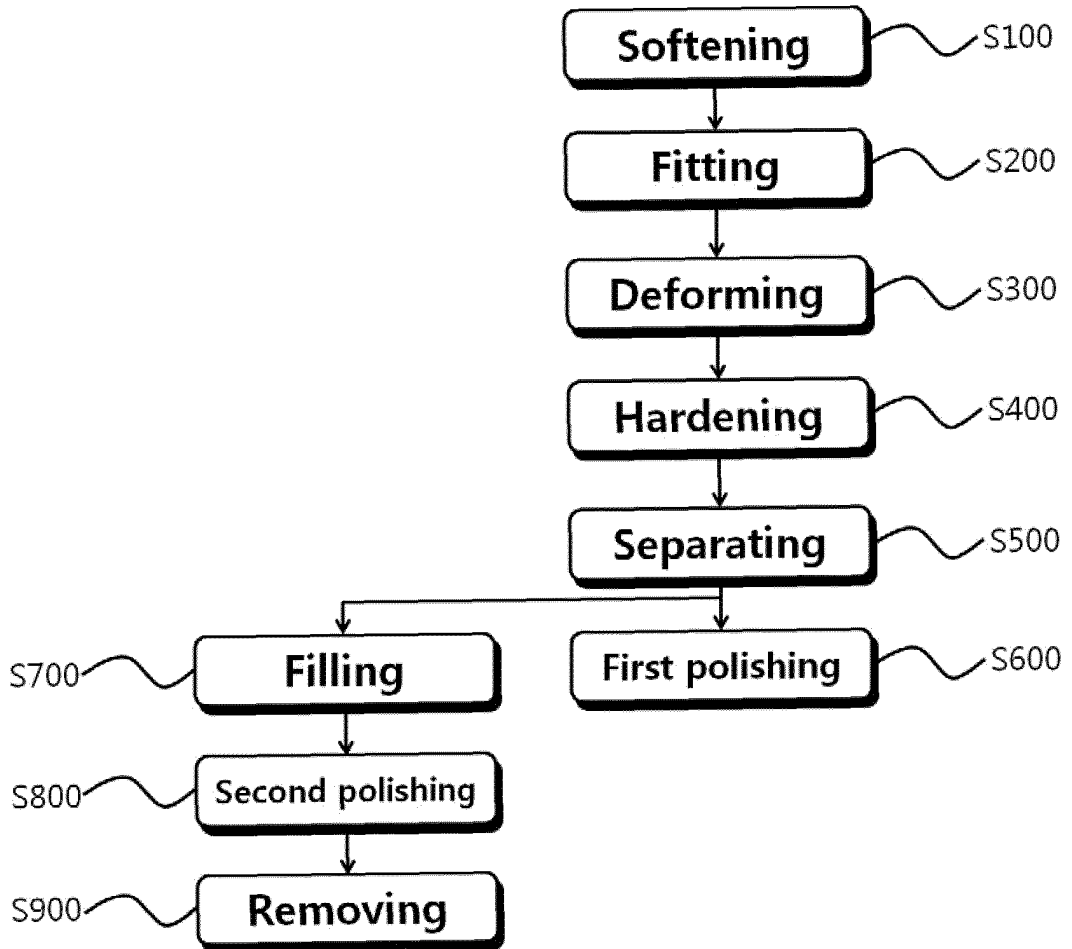 Softening S100
Fitting S200
Deforming S300
Hardening S400
Separating S500
S700 Filling
First polishing S600
S800 Second polishing
S900 Removing